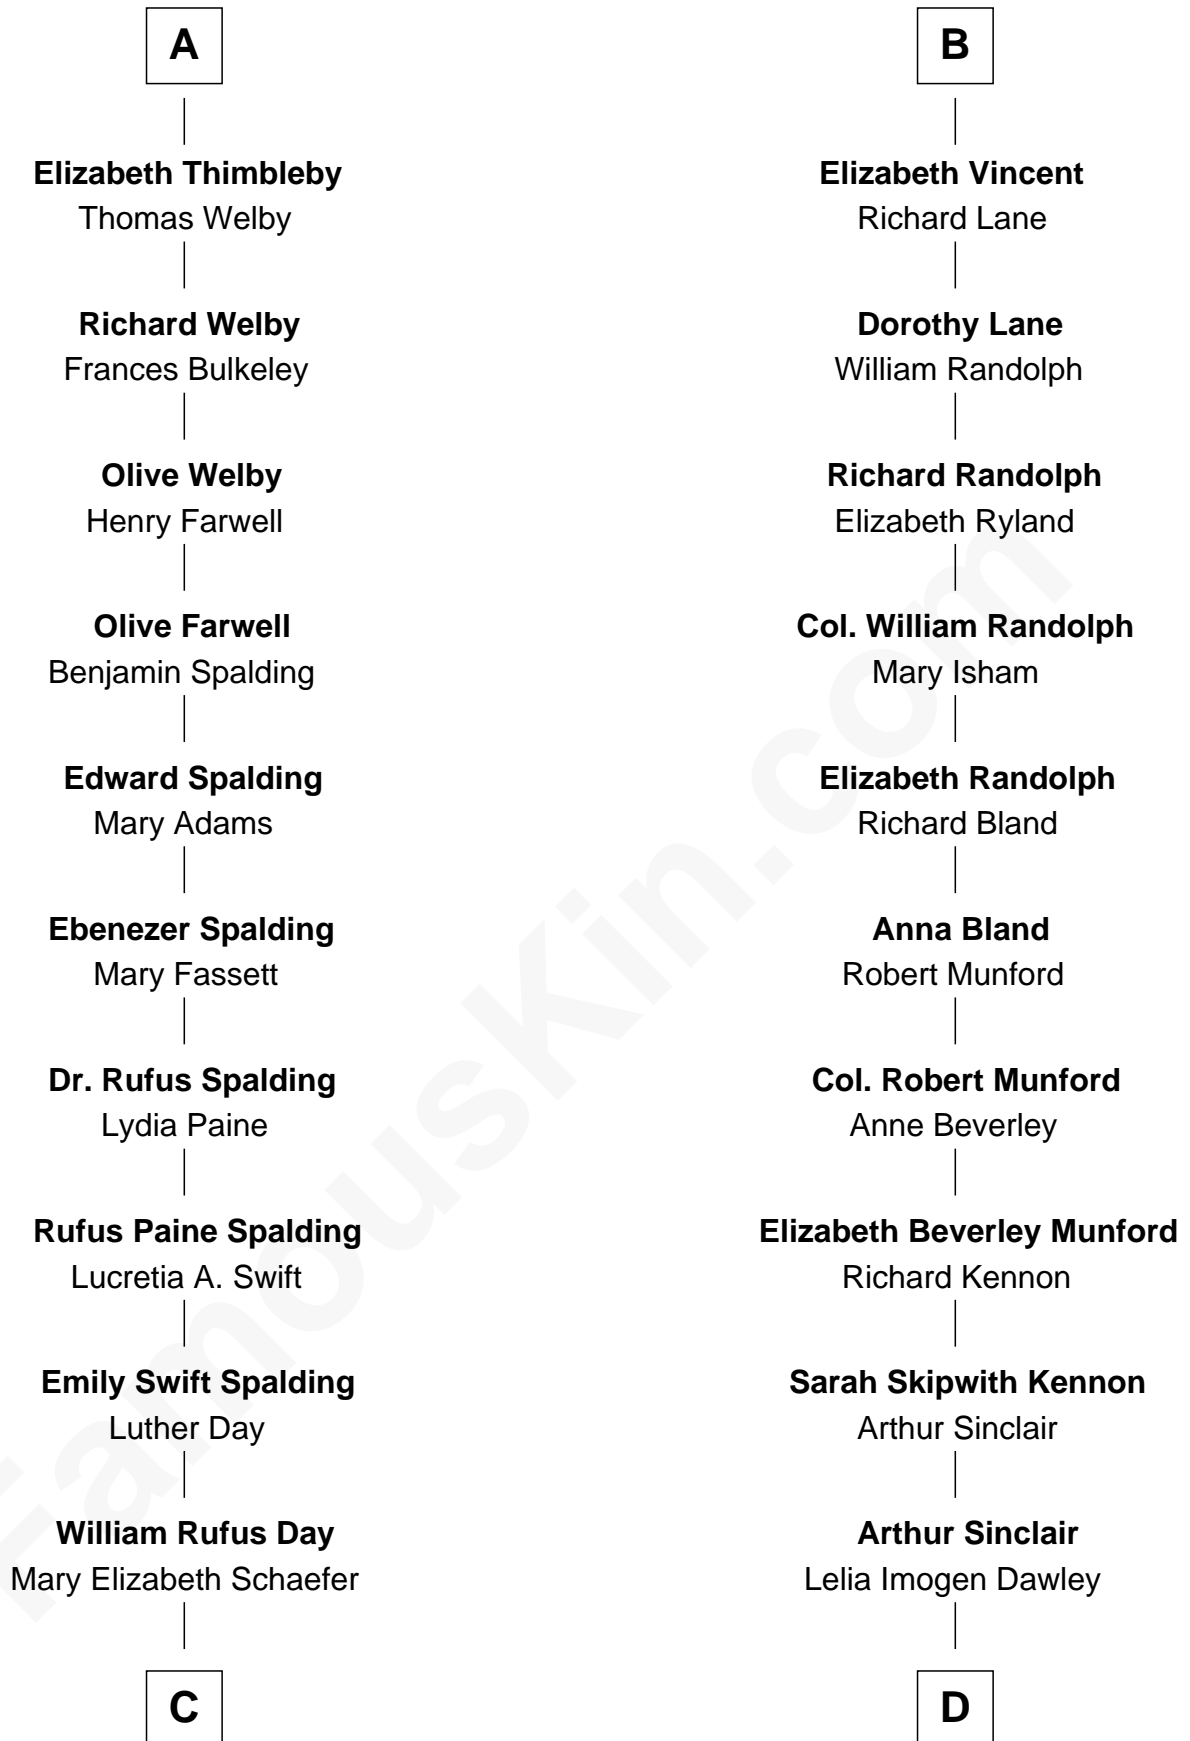 A
Elizabeth Thimbleby
Thomas Welby
Richard Welby
Frances Bulkeley
Olive Welby
Henry Farwell
Olive Farwell
Benjamin Spalding
Edward Spalding
Mary Adams
Ebenezer Spalding
Mary Fassett
Dr. Rufus Spalding
Lydia Paine
Rufus Paine Spalding
Lucretia A. Swift
Emily Swift Spalding
Luther Day
William Rufus Day
Mary Elizabeth Schaefer
C
B
Elizabeth Vincent
Richard Lane
Dorothy Lane
William Randolph
Richard Randolph
Elizabeth Ryland
Col. William Randolph
Mary Isham
Elizabeth Randolph
Richard Bland
Anna Bland
Robert Munford
Col. Robert Munford
Anne Beverley
Elizabeth Beverley Munford
Richard Kennon
Sarah Skipwith Kennon
Arthur Sinclair
Arthur Sinclair
Lelia Imogen Dawley
D
FamousKin.com